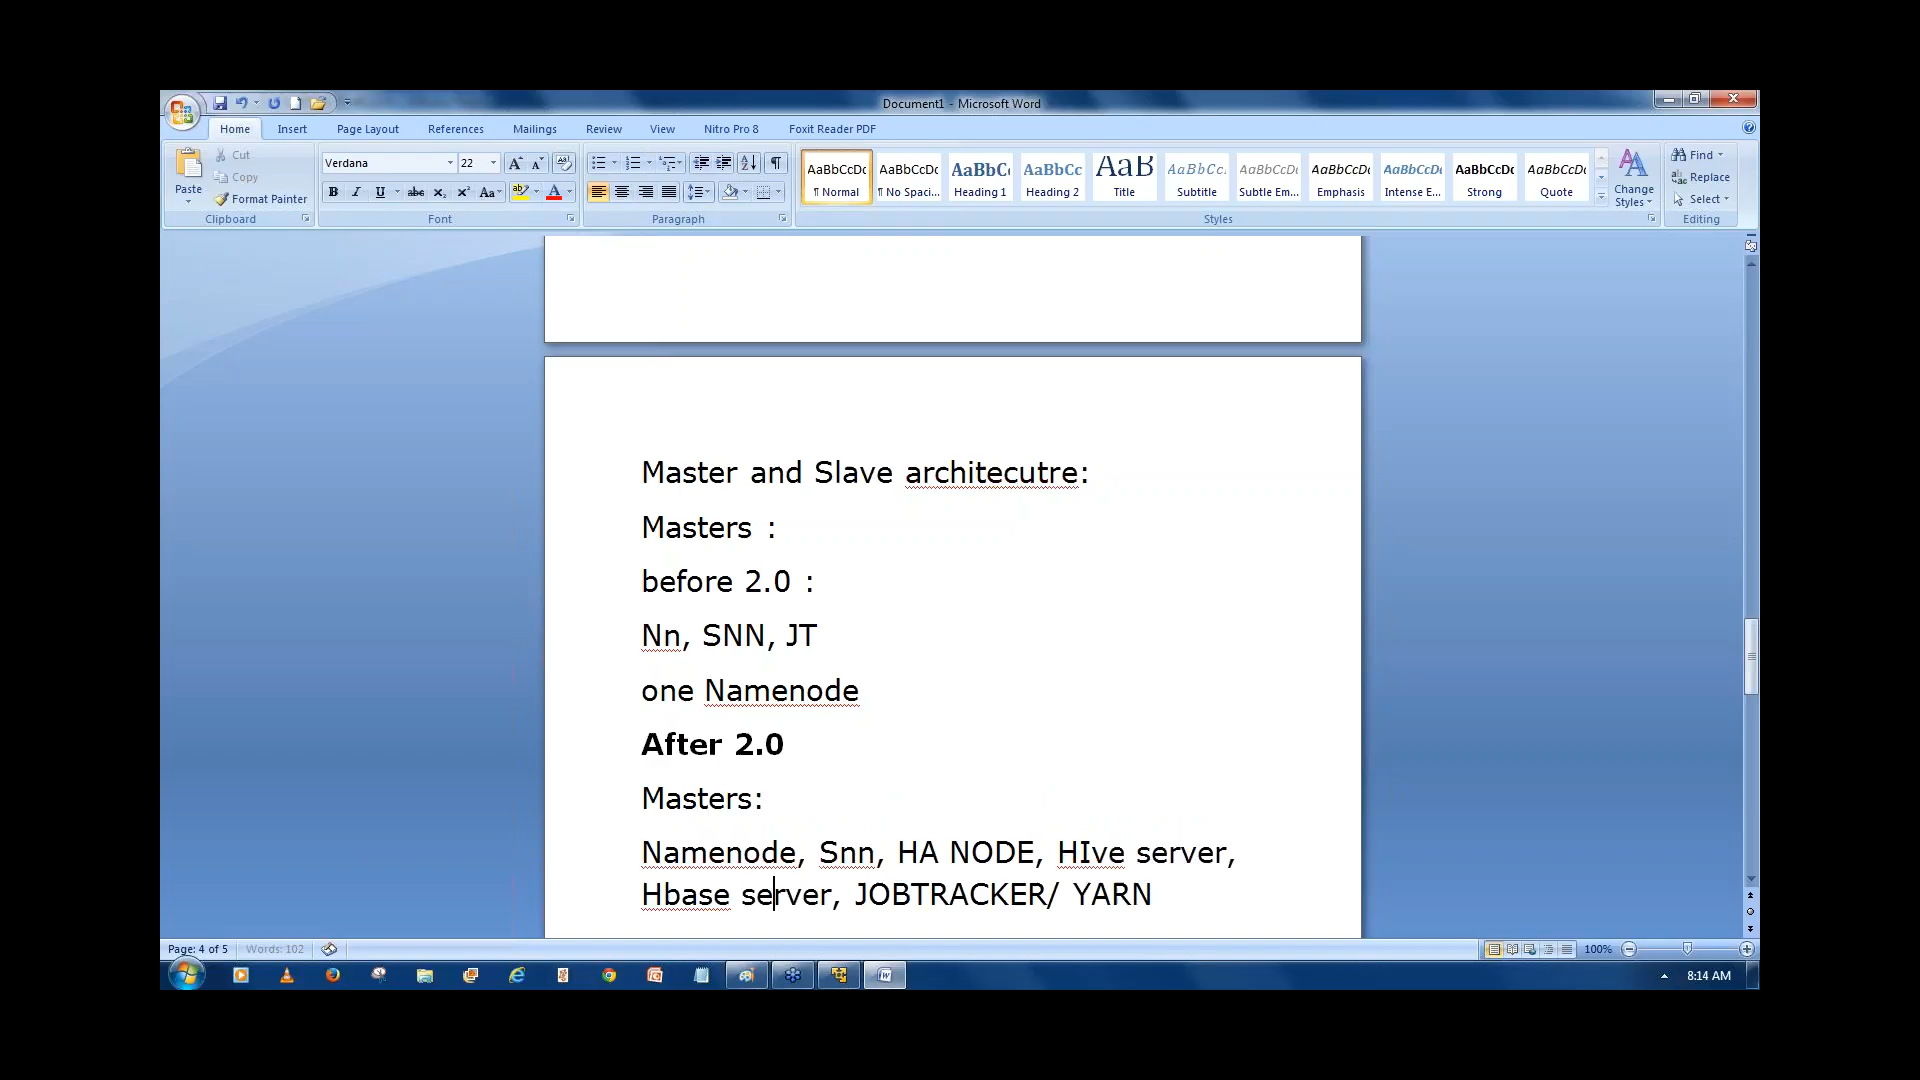 Document1 - Microsoft Word
Home Insert Page Layout References Mailings Review View Nitro Pro 8 Foxit Reader PDF
Paste
Cut
Copy
Format Painter
Clipboard
Verdana 22
Font
Paragraph
AaBbCcDc AaBbCcDc AaBbC AaBbCc AaB AaBbCc. AaBbCcDc AaBbCcDc AaBbCcDc AaBbCcDc AaBbCcDc
¶ Normal ¶ No Spaci... Heading 1 Heading 2 Title Subtitle Subtle Em... Emphasis Intense E... Strong Quote
Styles
Change Styles
Find
Replace
Select
Editing
Master and Slave architecutre:
Masters :
before 2.0 :
Nn, SNN, JT
one Namenode
After 2.0
Masters:
Namenode, Snn, HA NODE, HIve server,
Hbase server, JOBTRACKER/ YARN
Page: 4 of 5 Words: 102 100%
8:14 AM